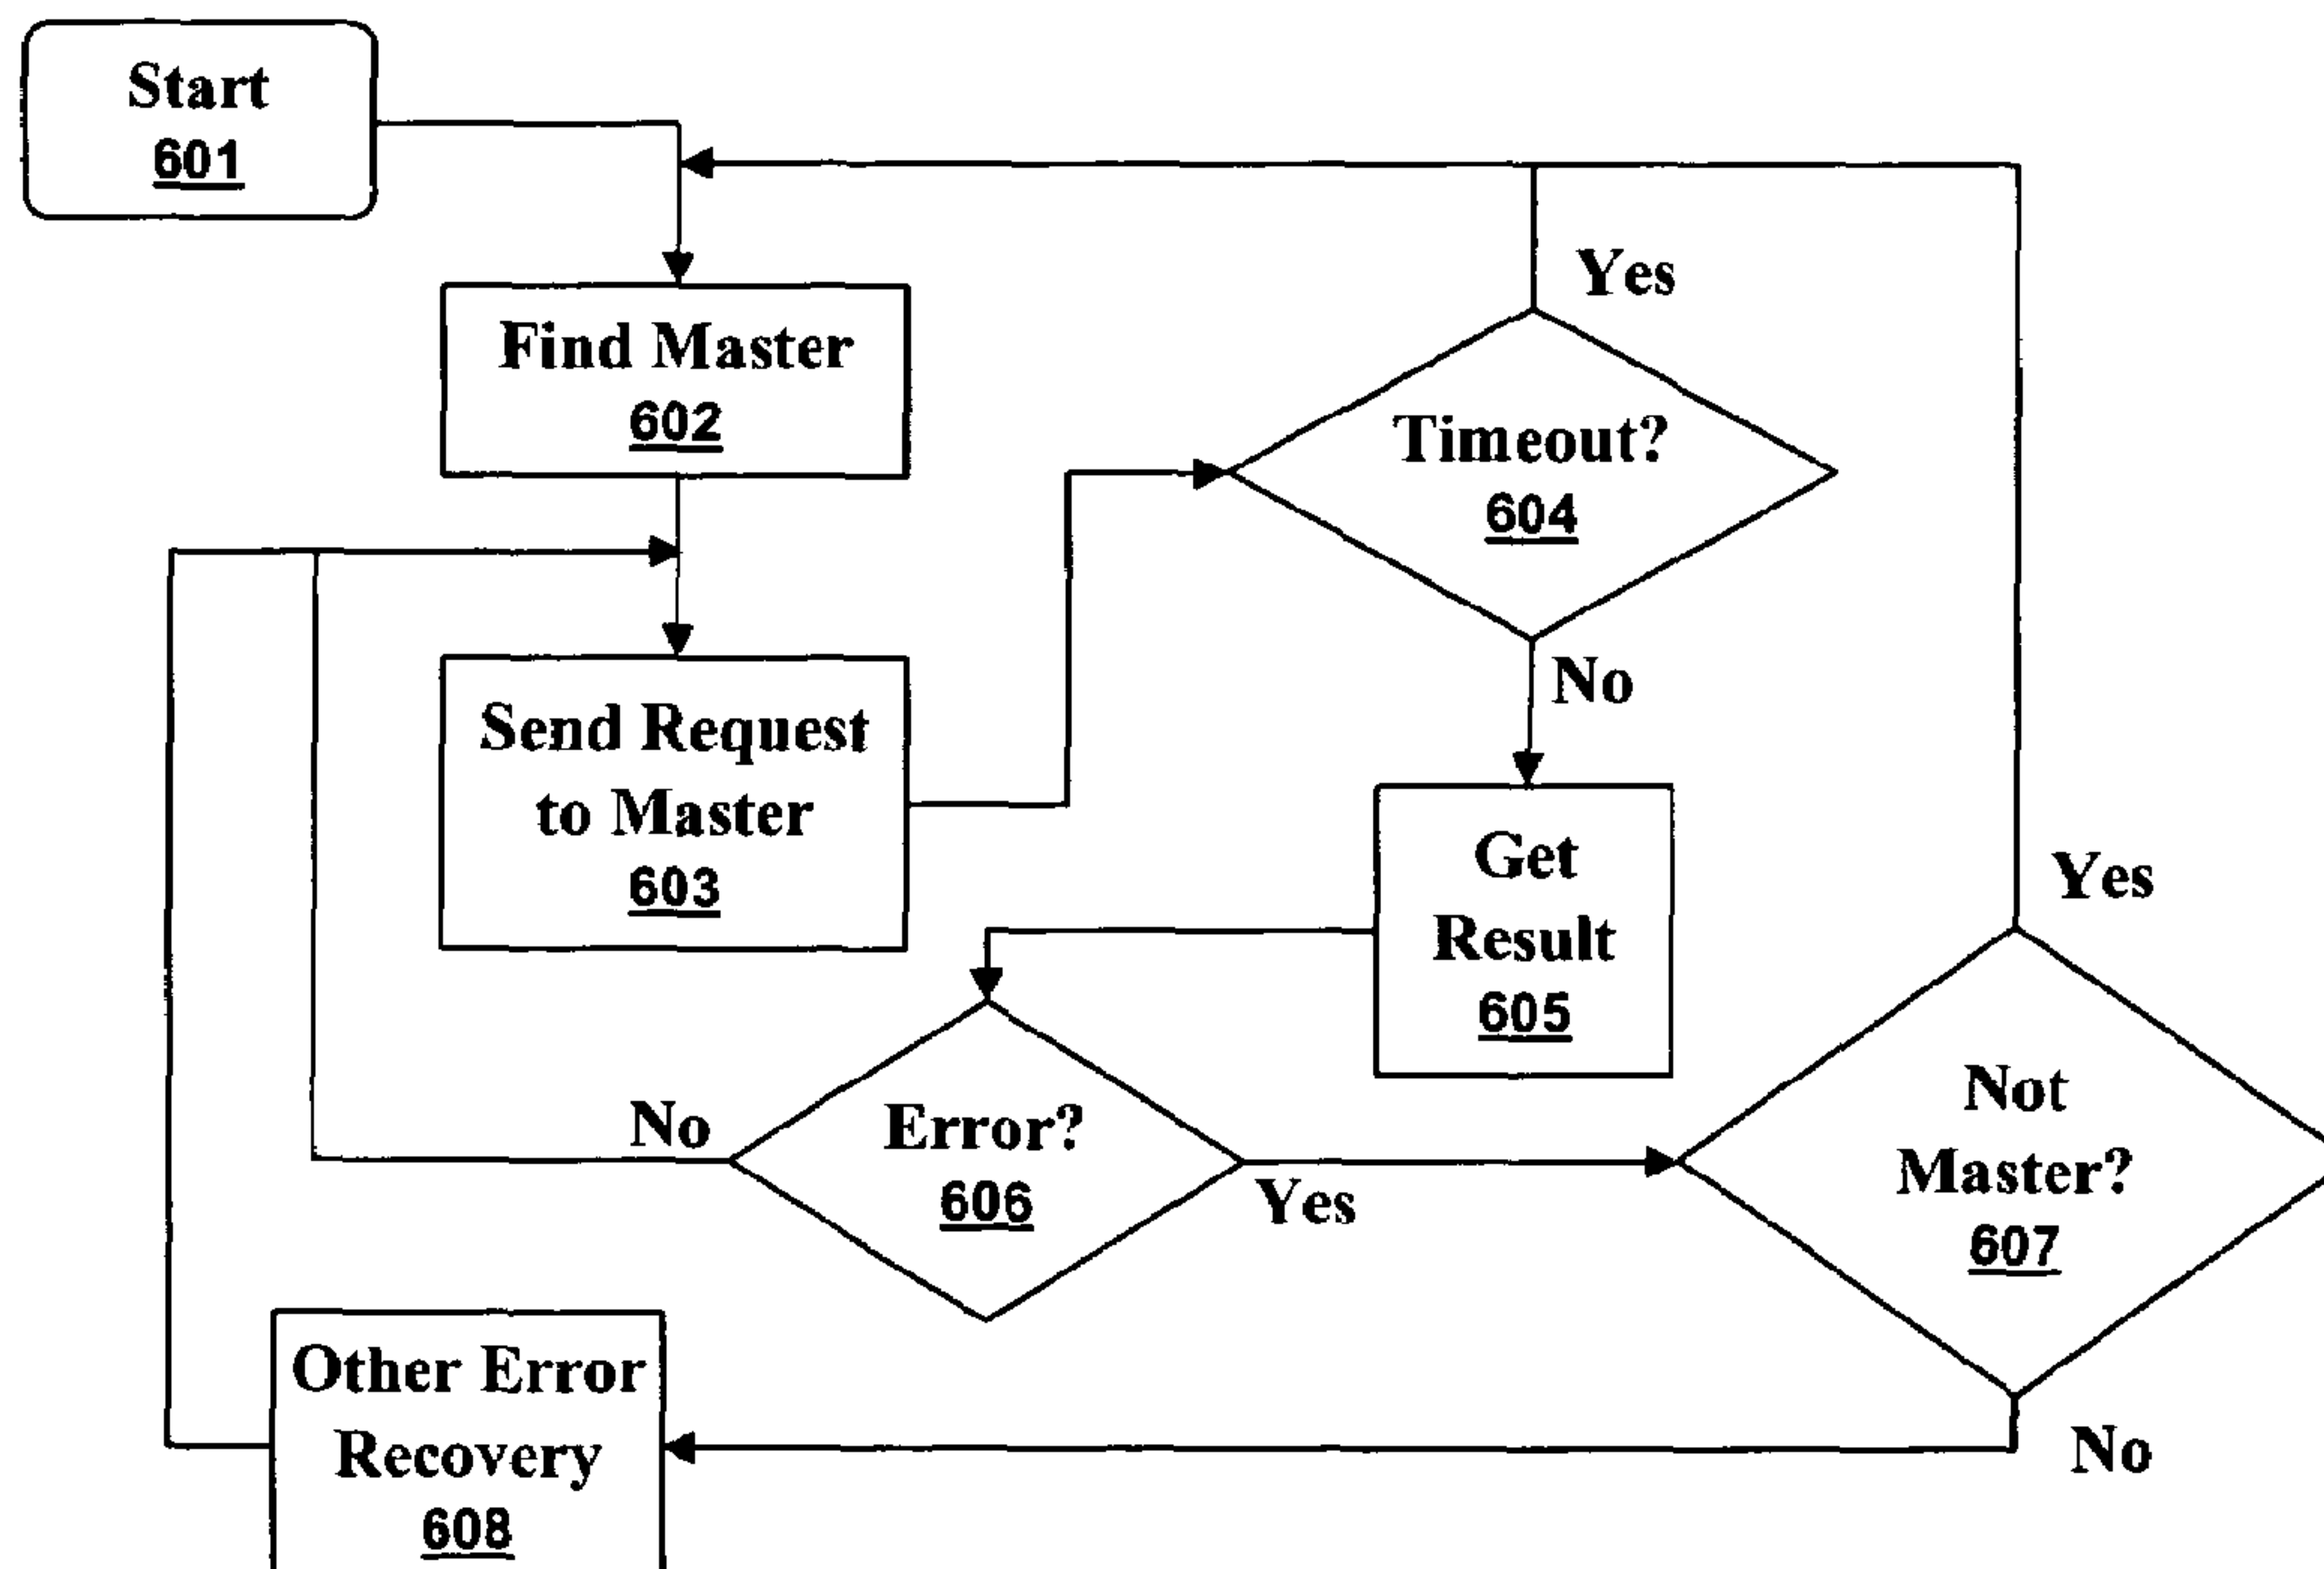 Start
601
Find Master
602
Yes
Timeout?
604
No
Send Request
to Master
603
Get
Result
605
Yes
No
Error?
606
Yes
Not
Master?
607
Other Error
Recovery
608
No